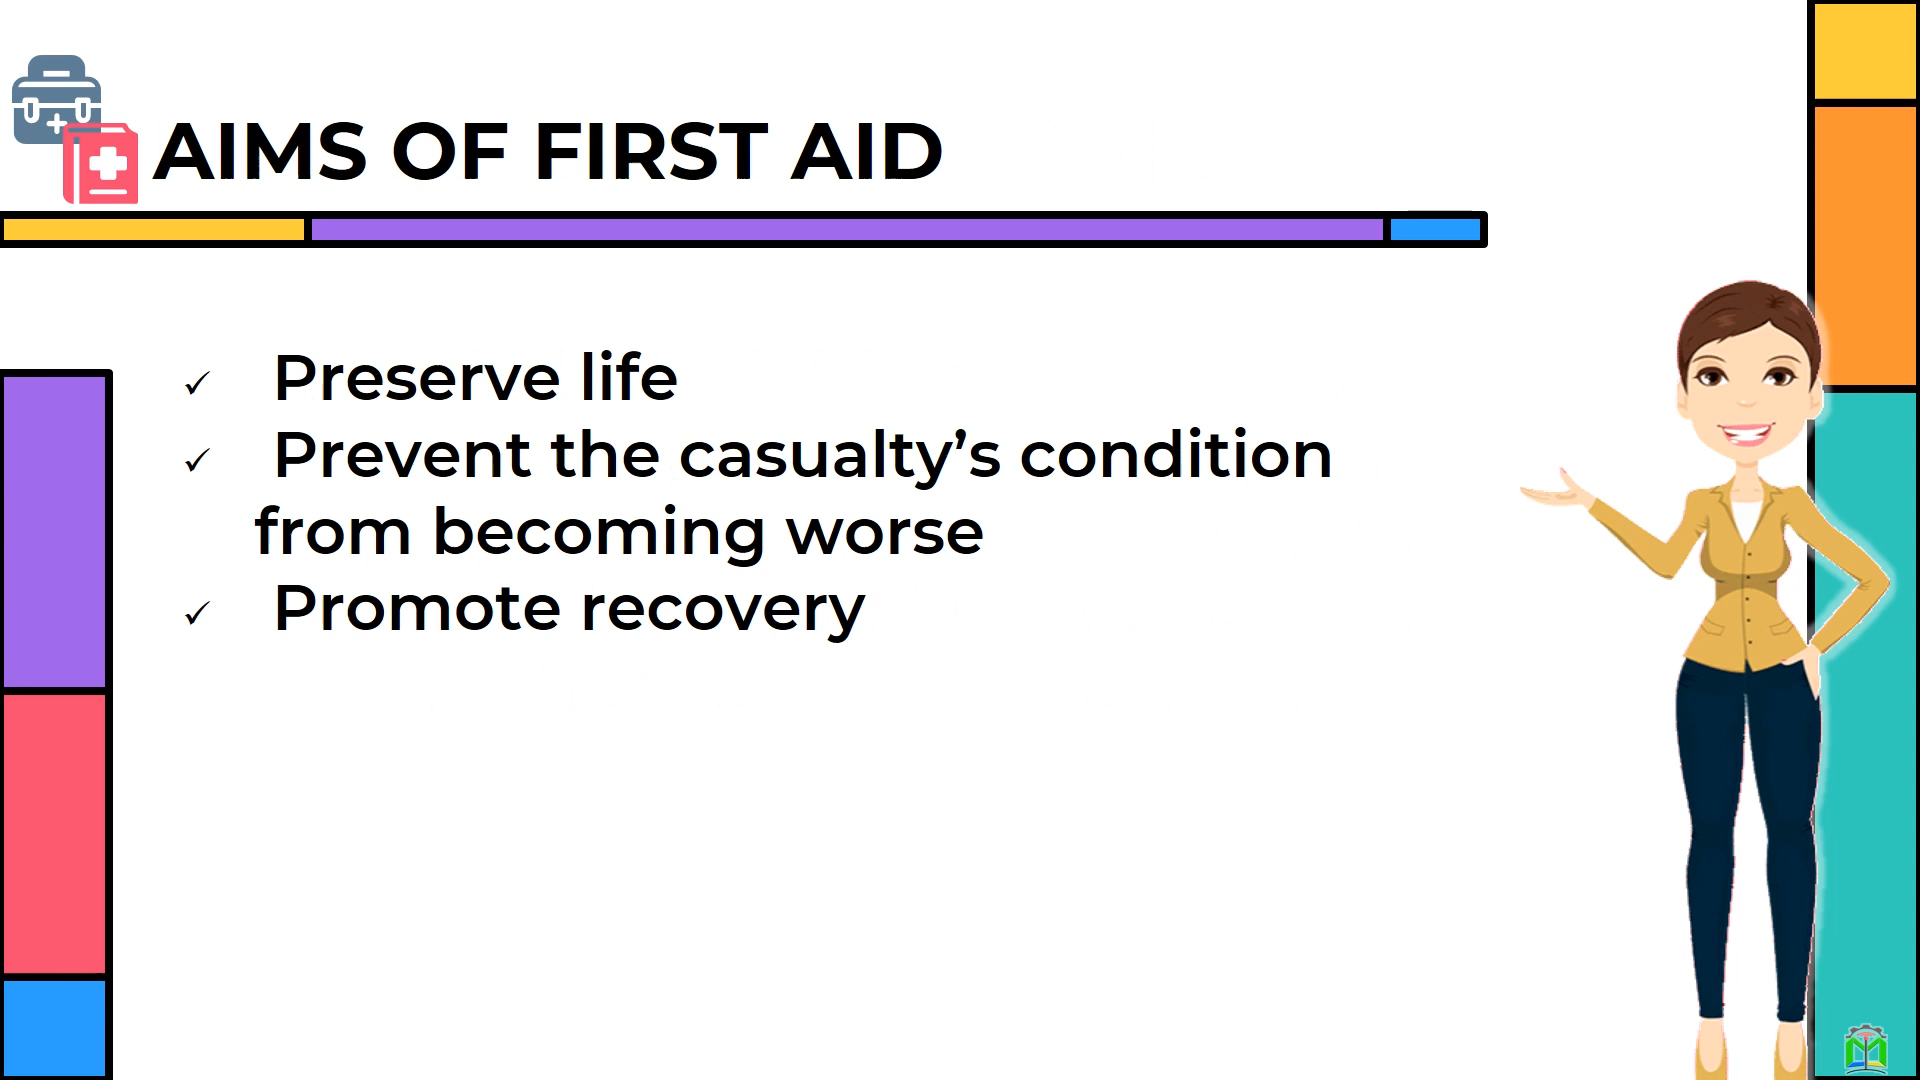 AIMS OF FIRST AID
✓ Preserve life
✓ Prevent the casualty’s condition
from becoming worse
✓ Promote recovery